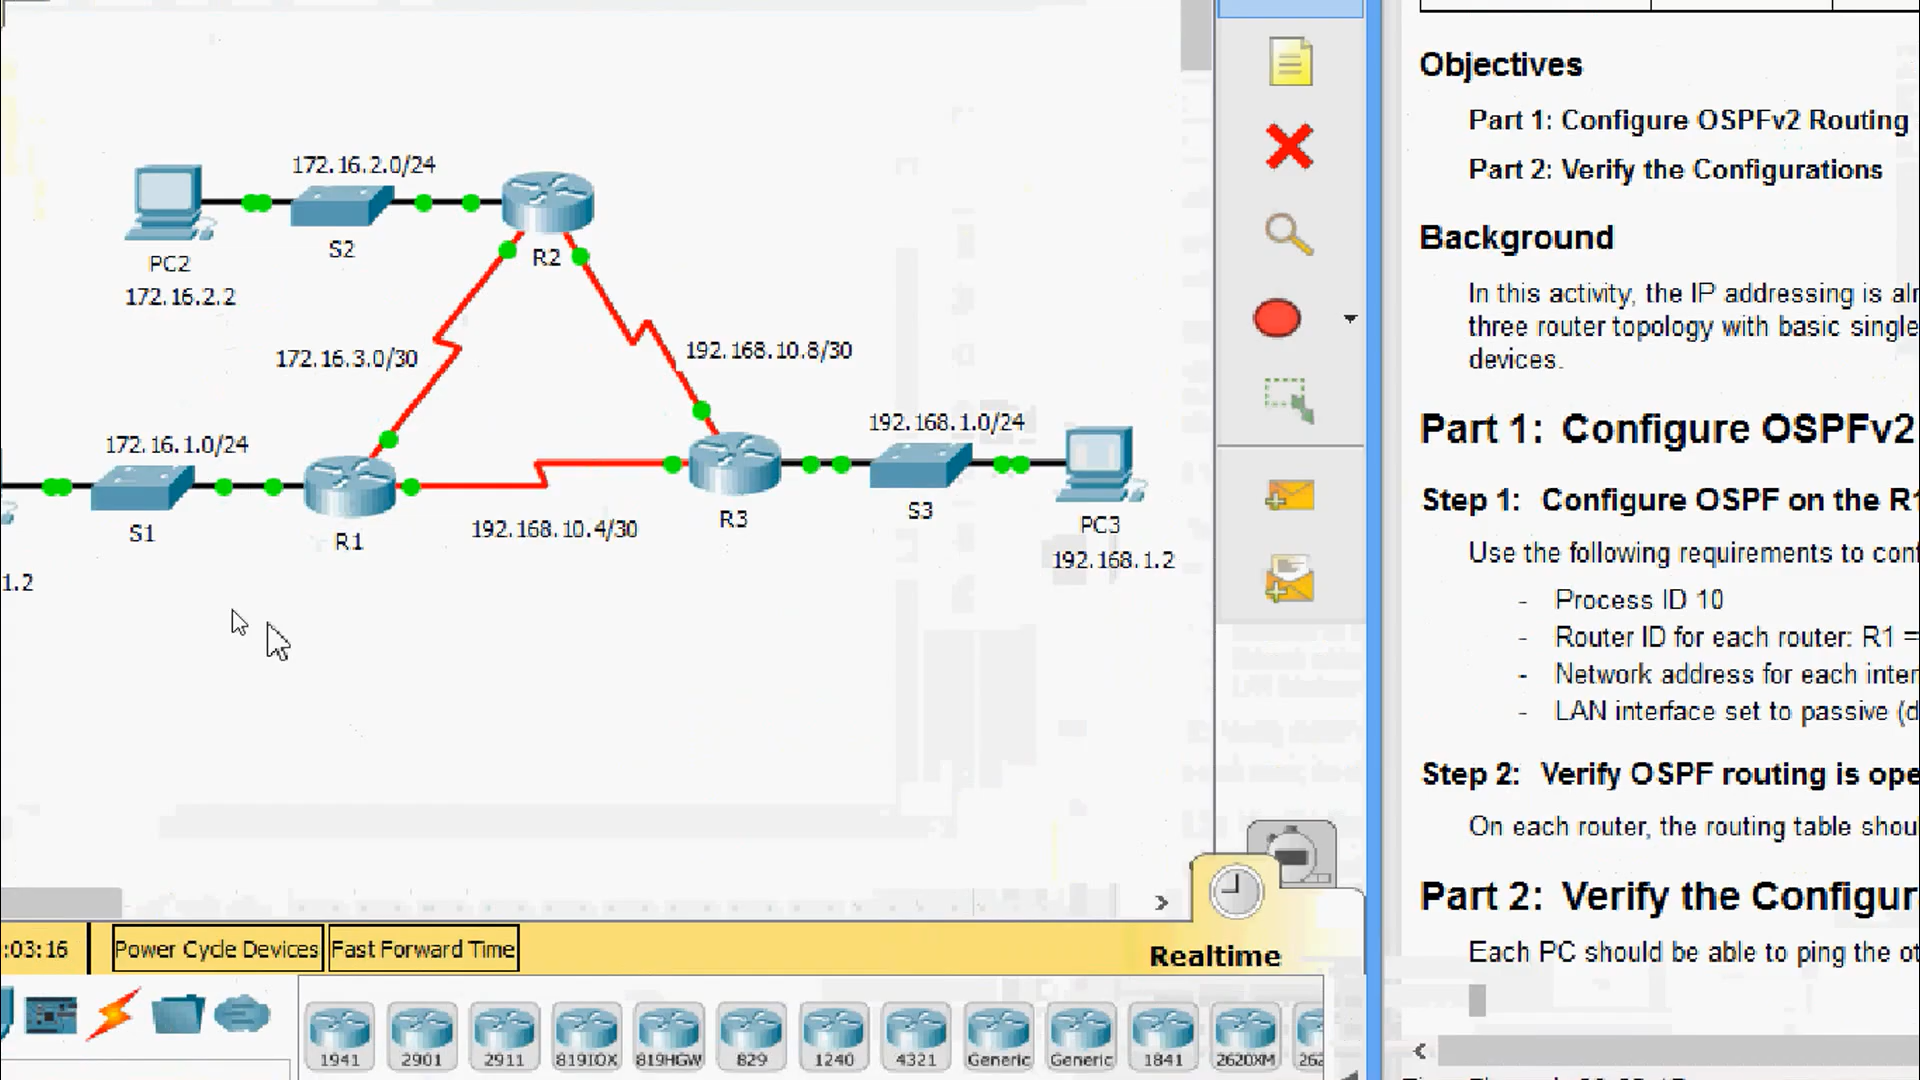 172.16.2.0/24
S2
R2
PC2
172.16.2.2
172.16.3.0/30
192.168.10.8/30
172.16.1.0/24
192.168.1.0/24
S1
R1
192.168.10.4/30
R3
S3
PC3
192.168.1.2
1.2
:03:16
Power Cycle Devices
Fast Forward Time
Realtime
1941
2901
2911
819IOX
819HGW
829
1240
4321
Generic
Generic
1841
2620XM
262
Objectives
Part 1: Configure OSPFv2 Routing
Part 2: Verify the Configurations
Background
In this activity, the IP addressing is alr
three router topology with basic single
devices.
Part 1: Configure OSPFv2
Step 1: Configure OSPF on the R1
Use the following requirements to conf
- Process ID 10
- Router ID for each router: R1 =
- Network address for each inter
- LAN interface set to passive (d
Step 2: Verify OSPF routing is ope
On each router, the routing table shou
Part 2: Verify the Configur
Each PC should be able to ping the ot